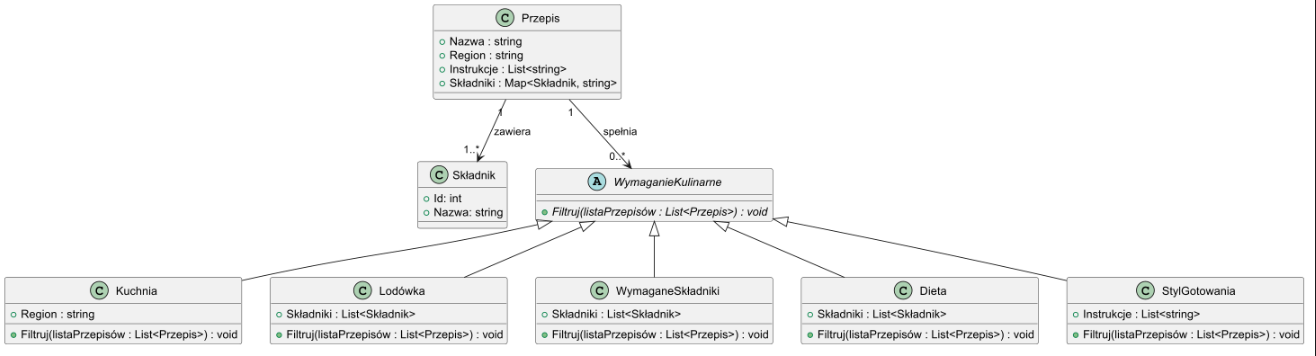 C Przepis
Nazwa : string
Region : string
Instrukcje : List<string>
Składniki : Map<Składnik, string>
1
1
zawiera
spełnia
1..*
0..*
C Składnik
Id: int
Nazwa: string
A WymaganieKulinarne
Filtruj(listaPrzepisów : List<Przepis>) : void
C Kuchnia
Region : string
Filtruj(listaPrzepisów : List<Przepis>) : void
C Lodówka
Składniki : List<Składnik>
Filtruj(listaPrzepisów : List<Przepis>) : void
C WymaganeSkładniki
Składniki : List<Składnik>
Filtruj(listaPrzepisów : List<Przepis>) : void
C Dieta
Składniki : List<Składnik>
Filtruj(listaPrzepisów : List<Przepis>) : void
C StylGotowania
Instrukcje : List<string>
Filtruj(listaPrzepisów : List<Przepis>) : void